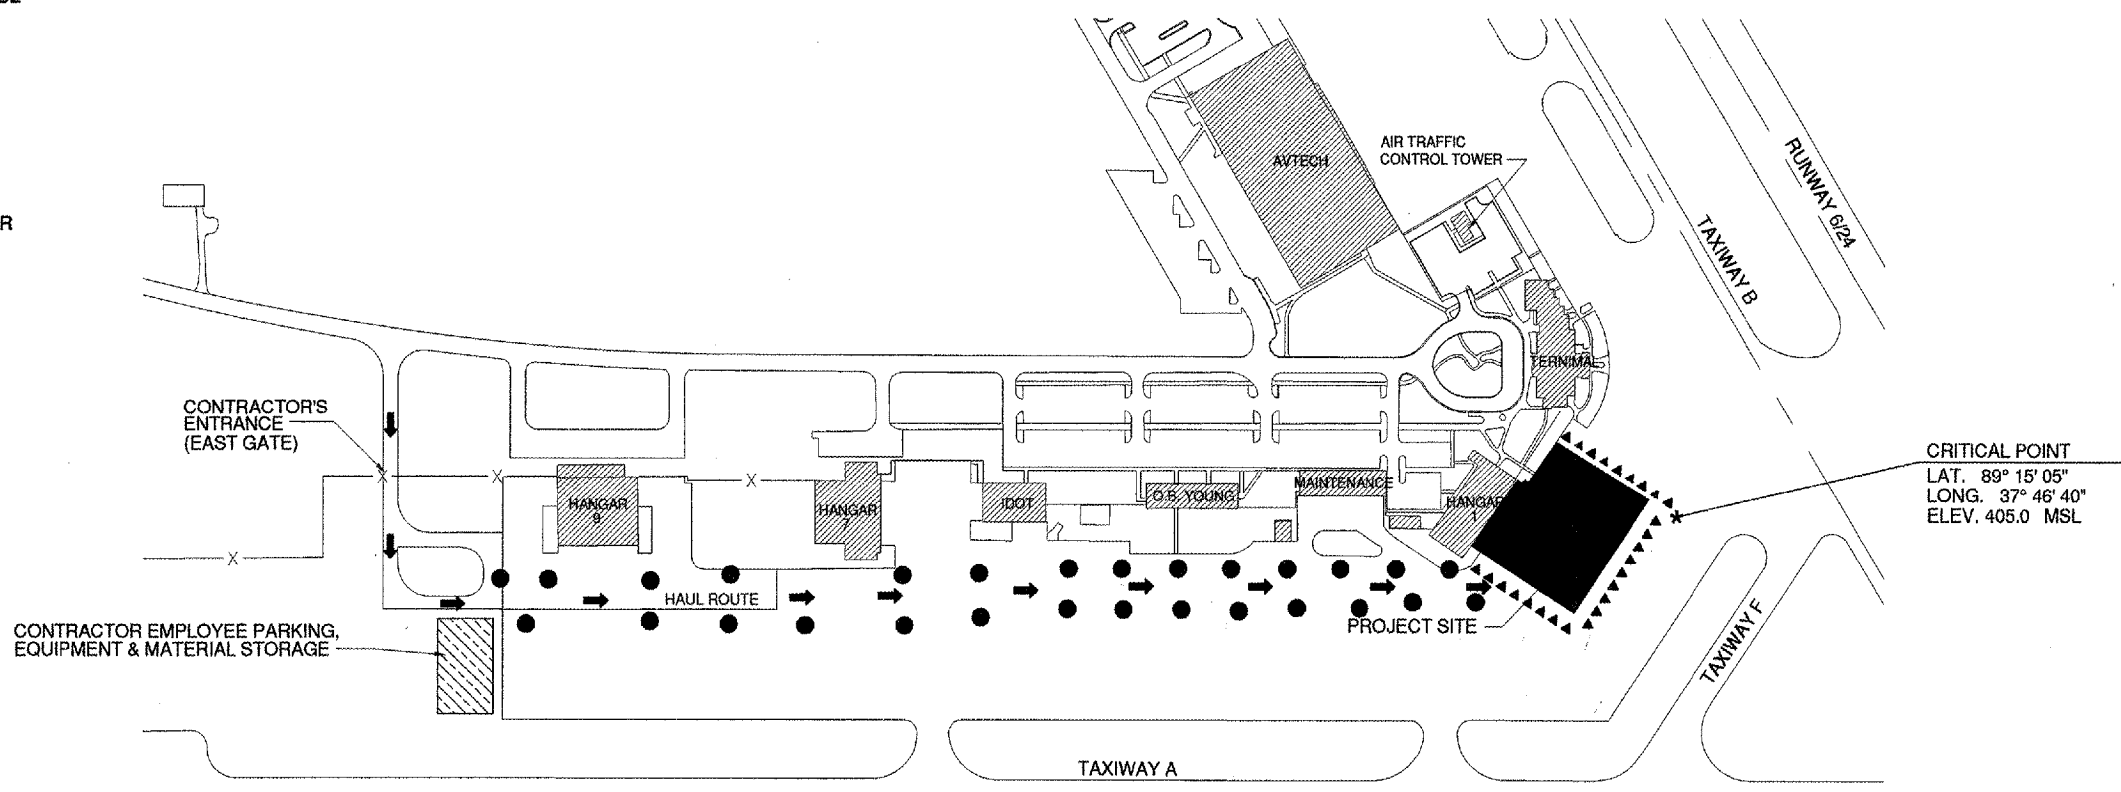 R
AVTECH
AIR TRAFFIC
CONTROL TOWER
RUNWAY 6/24
TAXIWAY B
TERNIMAL
CONTRACTOR'S
ENTRANCE
(EAST GATE)
X
X
X
X
HANGAR
9
HANGAR
7
IDOT
O.B. YOUNG
MAINTENANCE
HANGAR
1
CRITICAL POINT
LAT. 89° 15' 05"
LONG. 37° 46' 40"
ELEV. 405.0 MSL
HAUL ROUTE
CONTRACTOR EMPLOYEE PARKING,
EQUIPMENT & MATERIAL STORAGE
PROJECT SITE
TAXIWAY F
TAXIWAY A